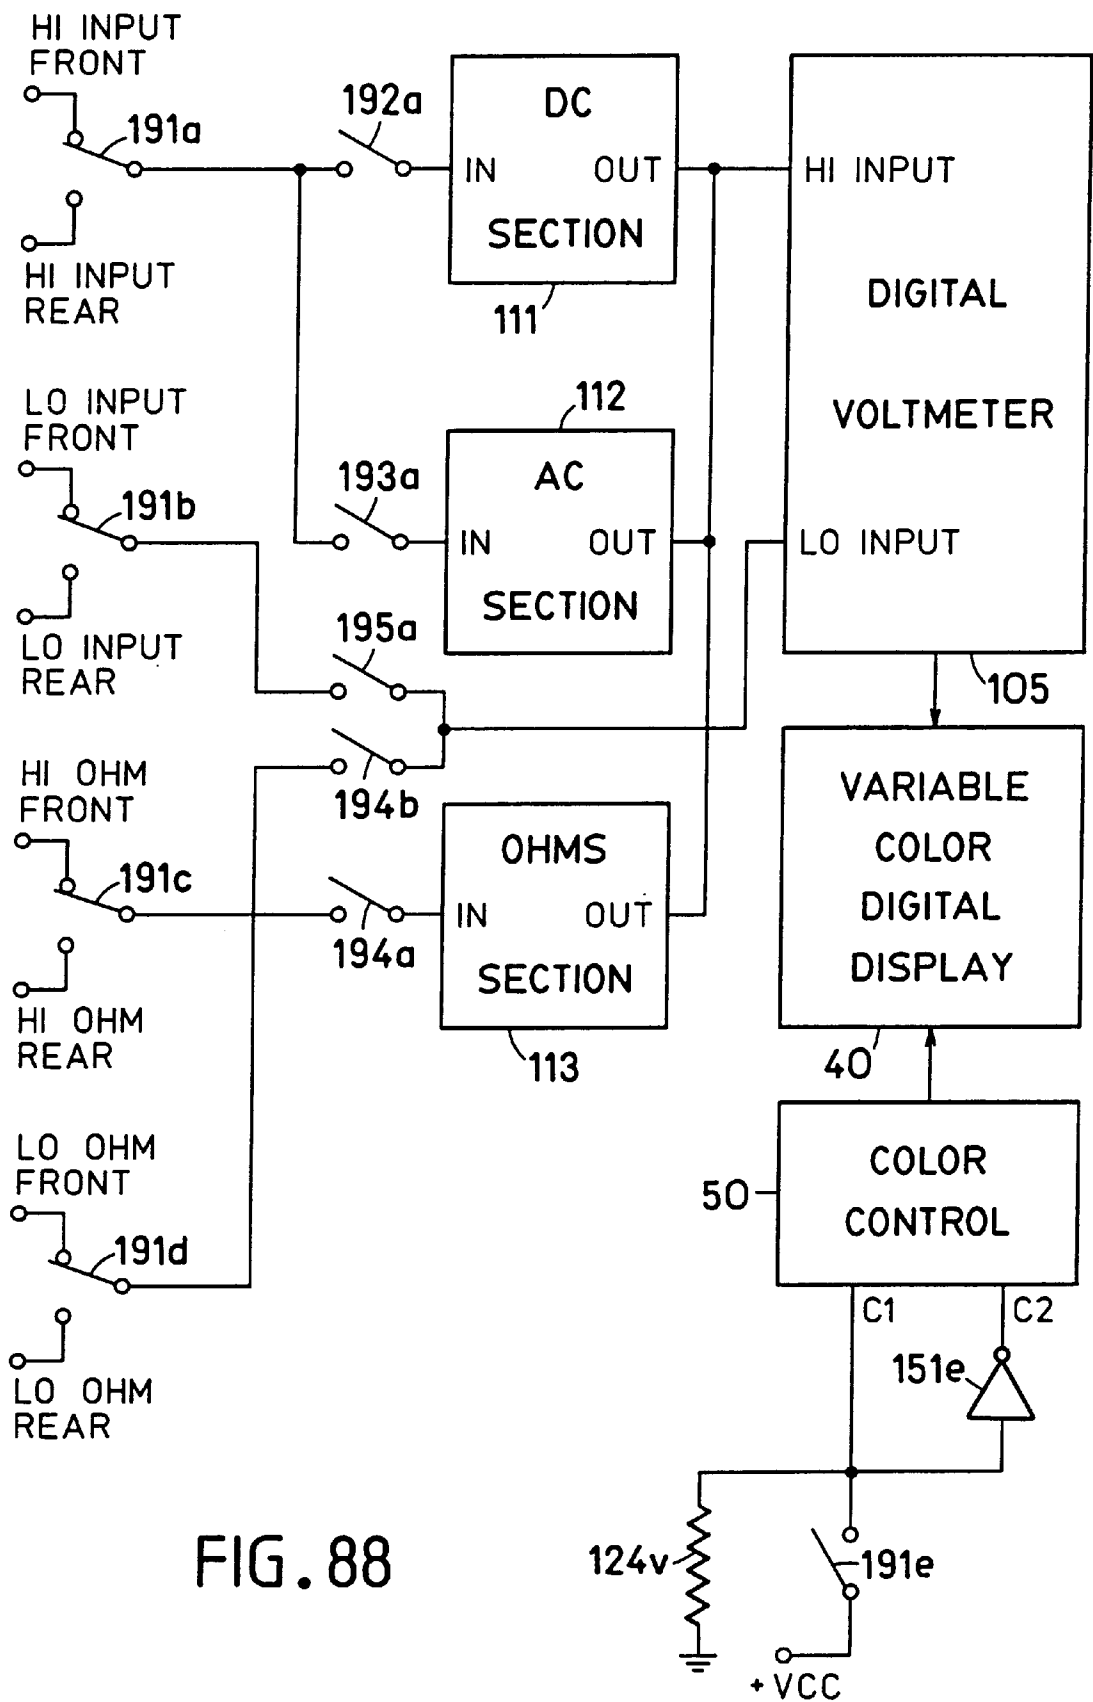 HI INPUT
FRONT
191a
HI INPUT
REAR
192a
DC
IN OUT
SECTION
111
HI INPUT
DIGITAL
VOLTMETER
LO INPUT
105
LO INPUT
FRONT
191b
LO INPUT
REAR
193a
112
AC
IN OUT
SECTION
195a
194b
HI OHM
FRONT
191c
HI OHM
REAR
194a
OHMS
IN OUT
SECTION
113
VARIABLE
COLOR
DIGITAL
DISPLAY
40
LO OHM
FRONT
191d
LO OHM
REAR
50
COLOR
CONTROL
C1 C2
151e
124v
191e
+VCC
FIG. 88